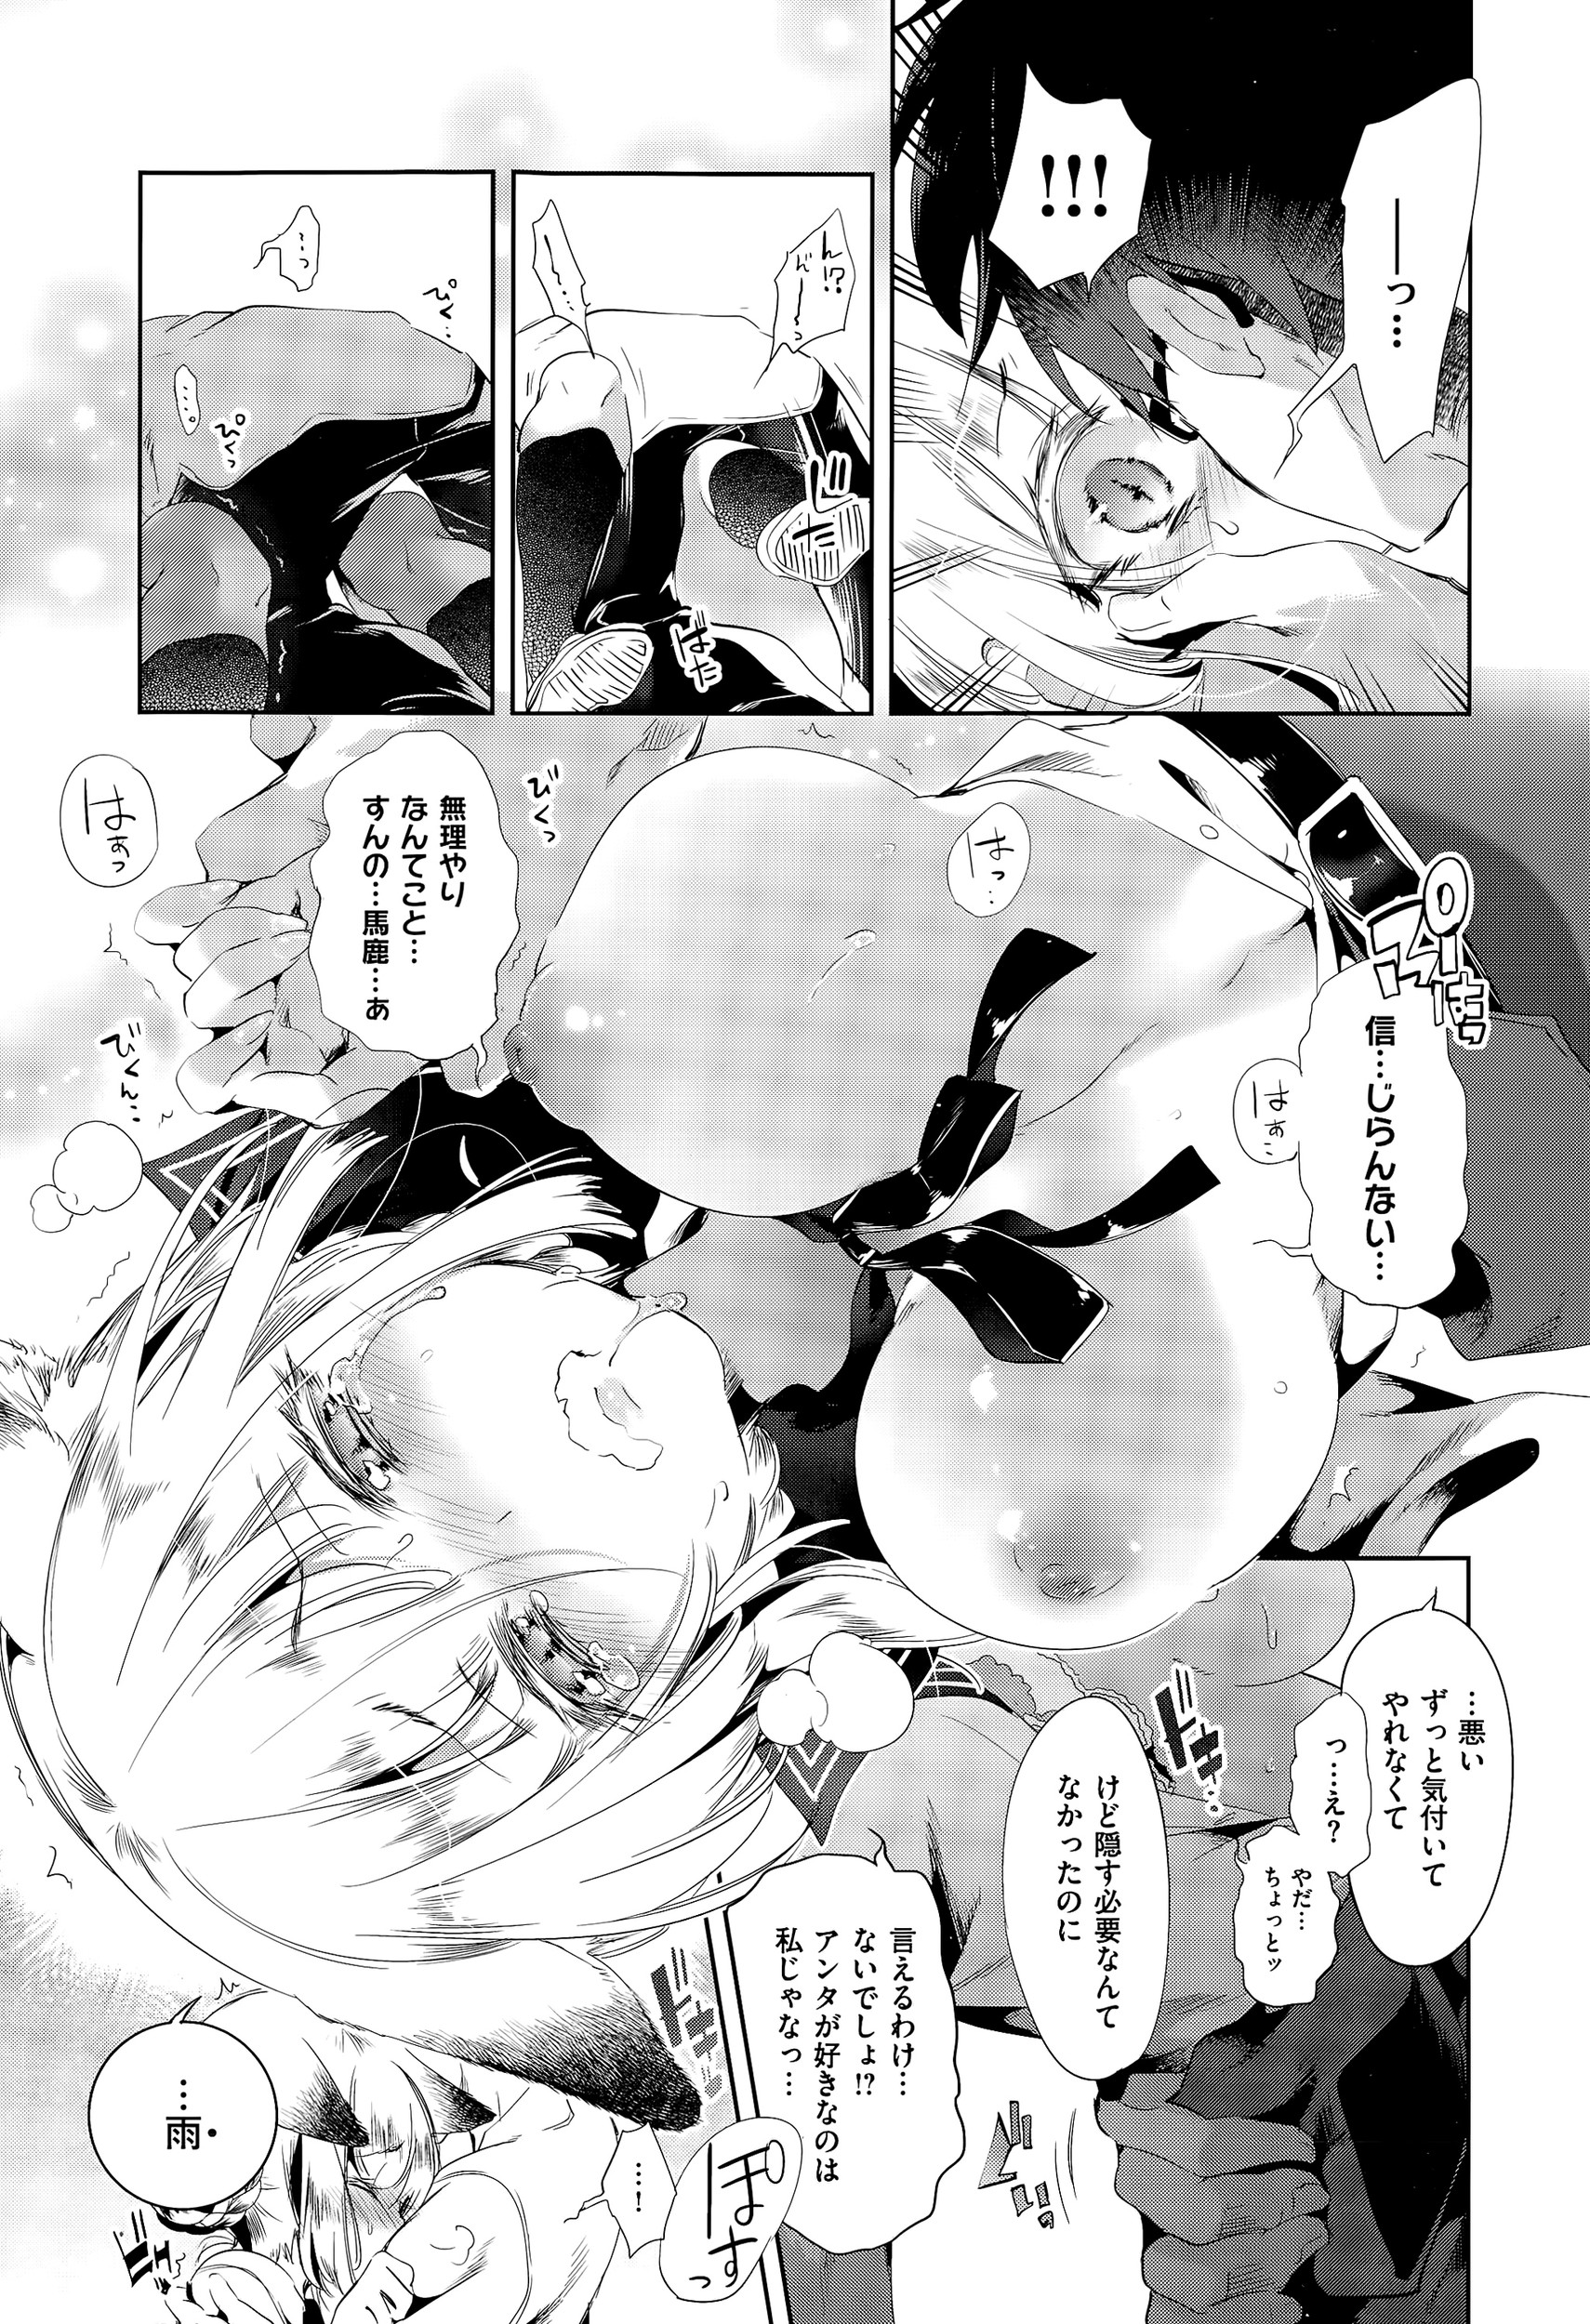 ――っ…
!!!
ん!?
ん゛ーーっ
…
ばたっ
ばた
…っ
ぴく…
ぴくっ
…。
信…じらんない…
はっ…
はぁ…
びくっ
無理やり
なんてこと…
すんの…馬鹿…ぁ
はぁっ
びくん…
…悪い
ずっと気付いて
やれなくて
っ…え?
やだ…
ちょっとッ
けど隠す必要なんて
なかったのに
言えるわけ…
ないでしょ!?
アンタが好きなのは
私じゃなっ…
ぽすっ
…!
…雨